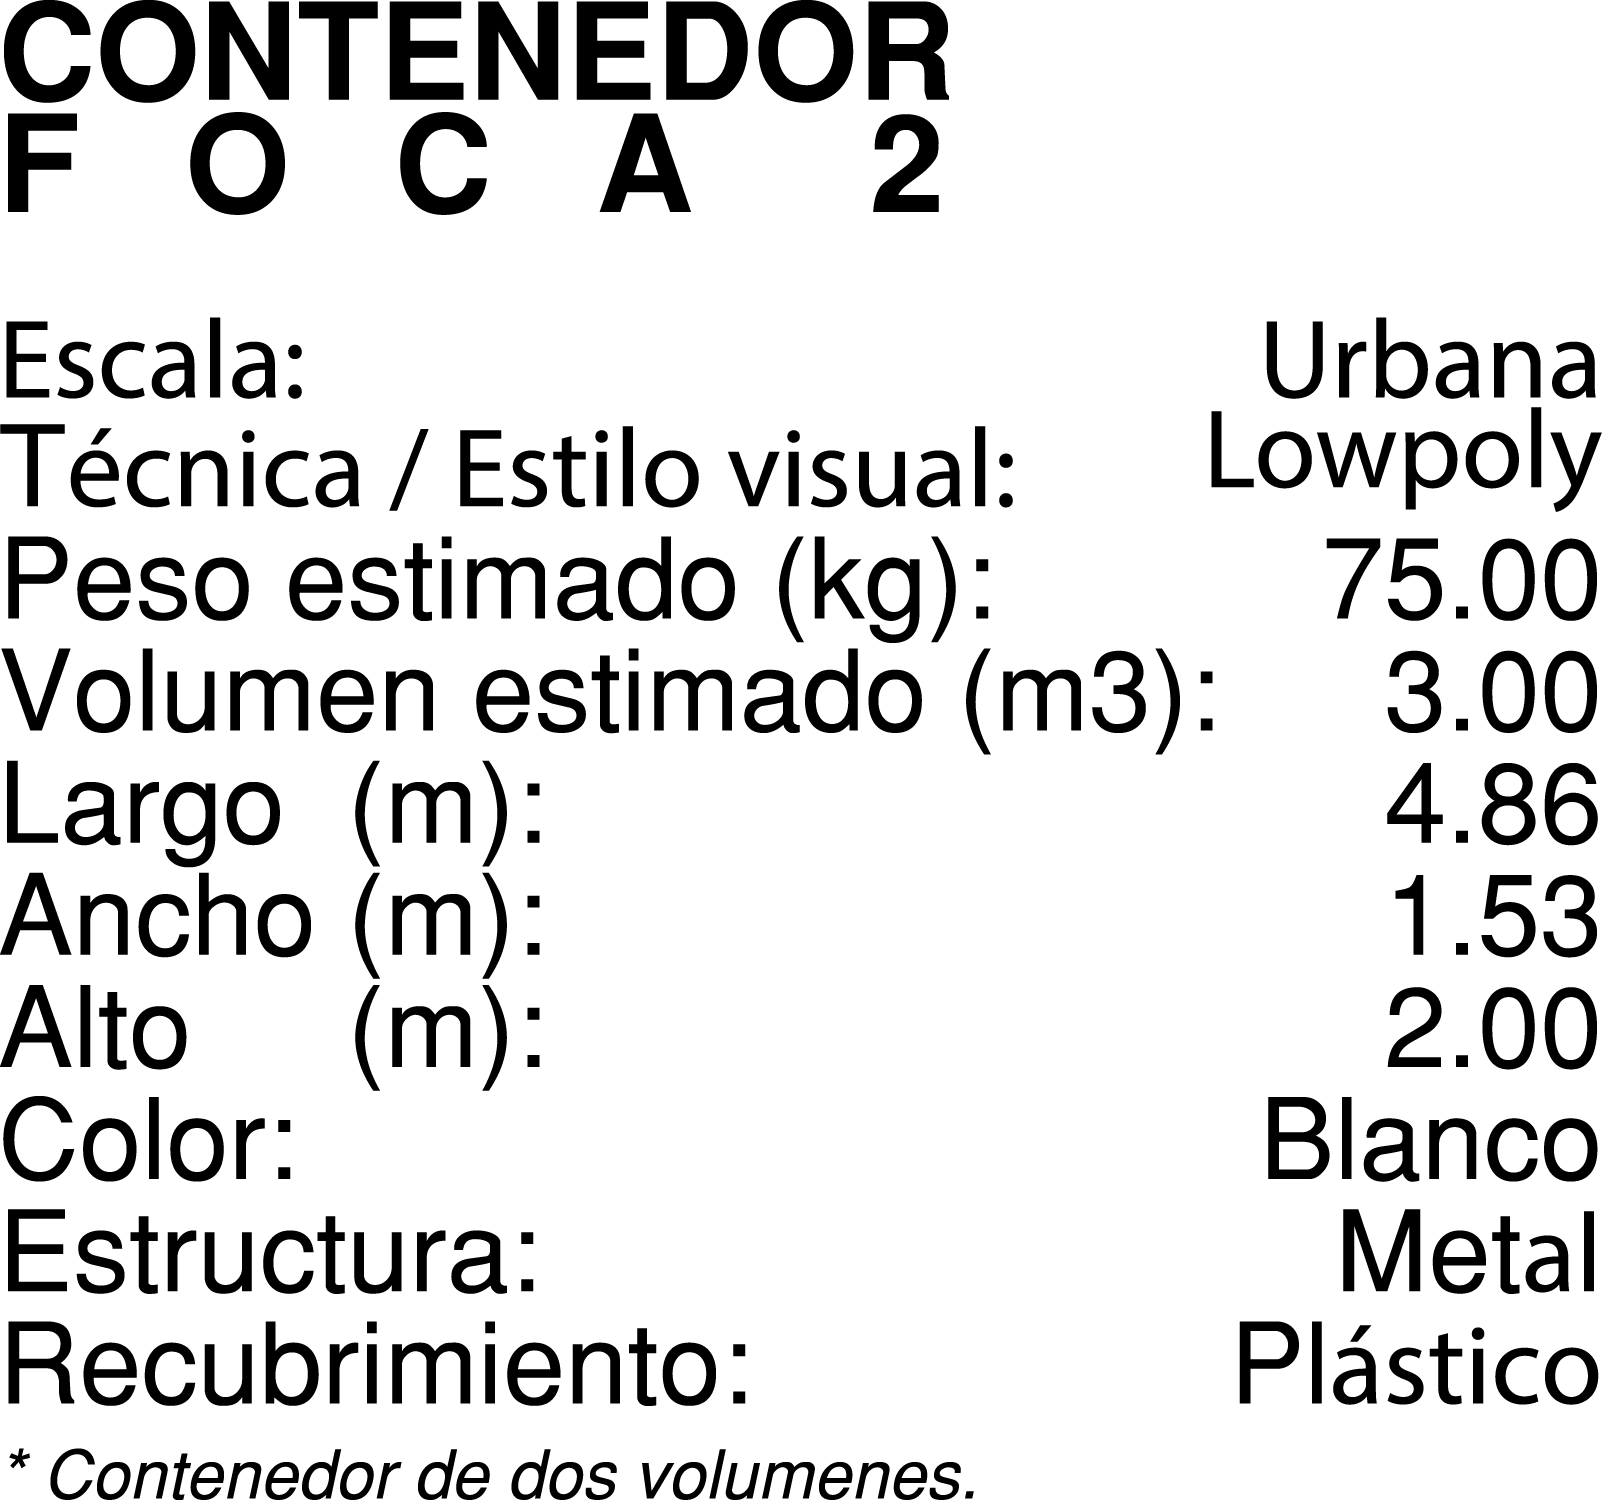 CONTENEDOR
F O C A 2
Escala: Urbana
Técnica / Estilo visual: Lowpoly
Peso estimado (kg): 75.00
Volumen estimado (m3): 3.00
Largo (m): 4.86
Ancho (m): 1.53
Alto (m): 2.00
Color: Blanco
Estructura: Metal
Recubrimiento: Plástico
* Contenedor de dos volumenes.